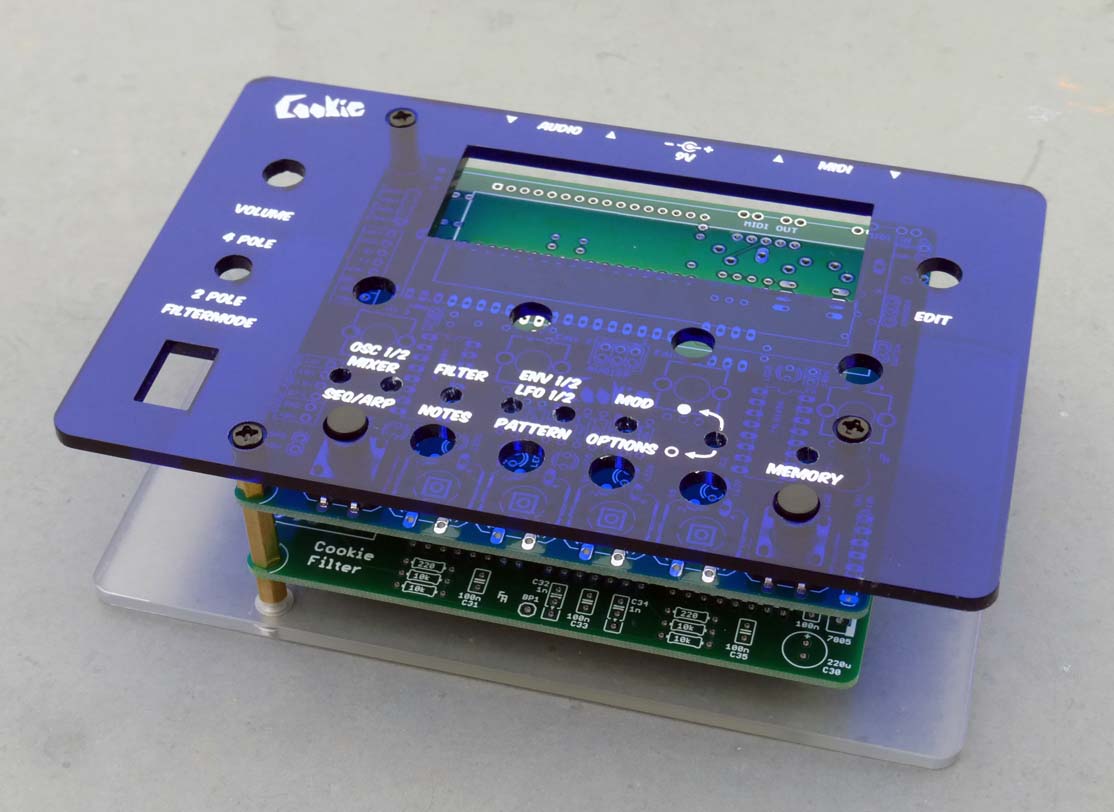 Cookie
AUDIO
- +
9V
MIDI
VOLUME
4 POLE
2 POLE
FILTERMODE
MIDI OUT
EDIT
OSC 1/2
MIXER
SEQ/ARP
FILTER
NOTES
ENV 1/2
LFO 1/2
PATTERN
MOD
OPTIONS
MEMORY
Cookie
Filter
220
10k
10k
100n
C31
C32
1n
BP1
100n
C33
C34
1n
220
10k
10k
100n
C35
100n
7805
+
220u
C30